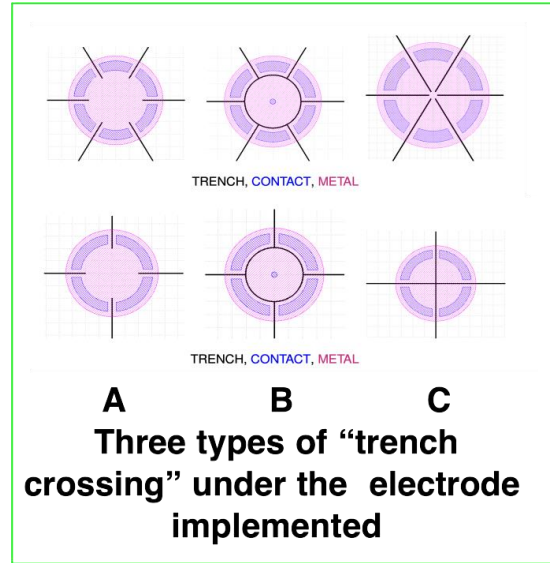 TRENCH, CONTACT, METAL
TRENCH, CONTACT, METAL
A B C
Three types of “trench
crossing” under the electrode
implemented